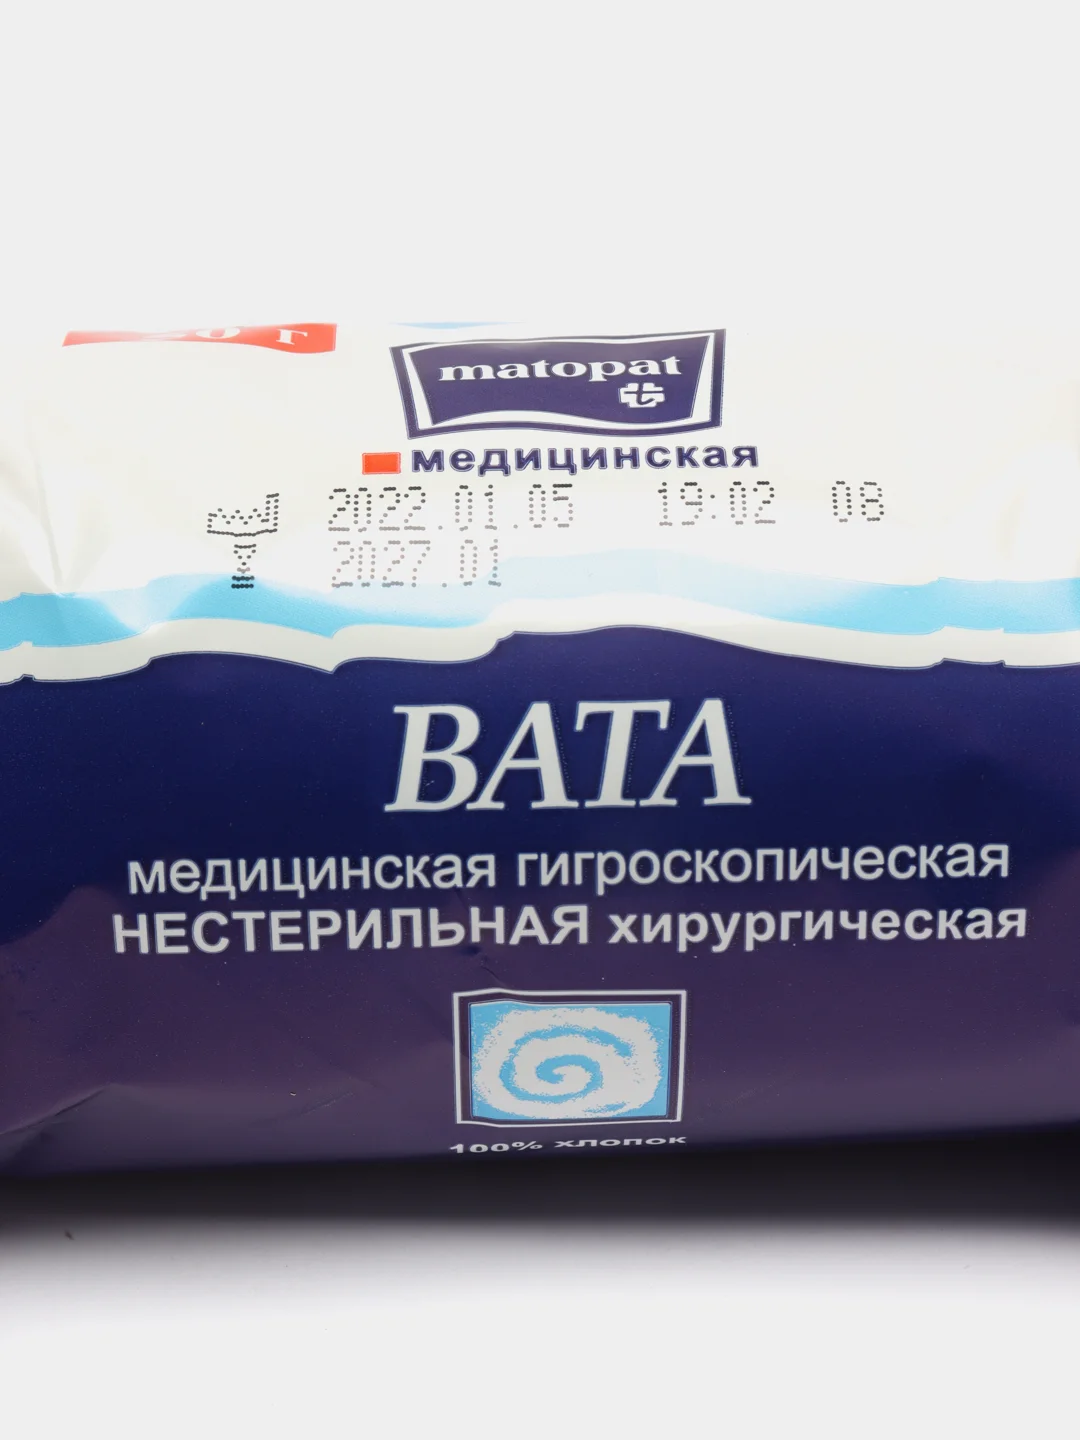 matopat
медицинская
2022.01.05 19:02 08
2027.01
ВАТА
медицинская гигроскопическая
НЕСТЕРИЛЬНАЯ хирургическая
100% хлопок